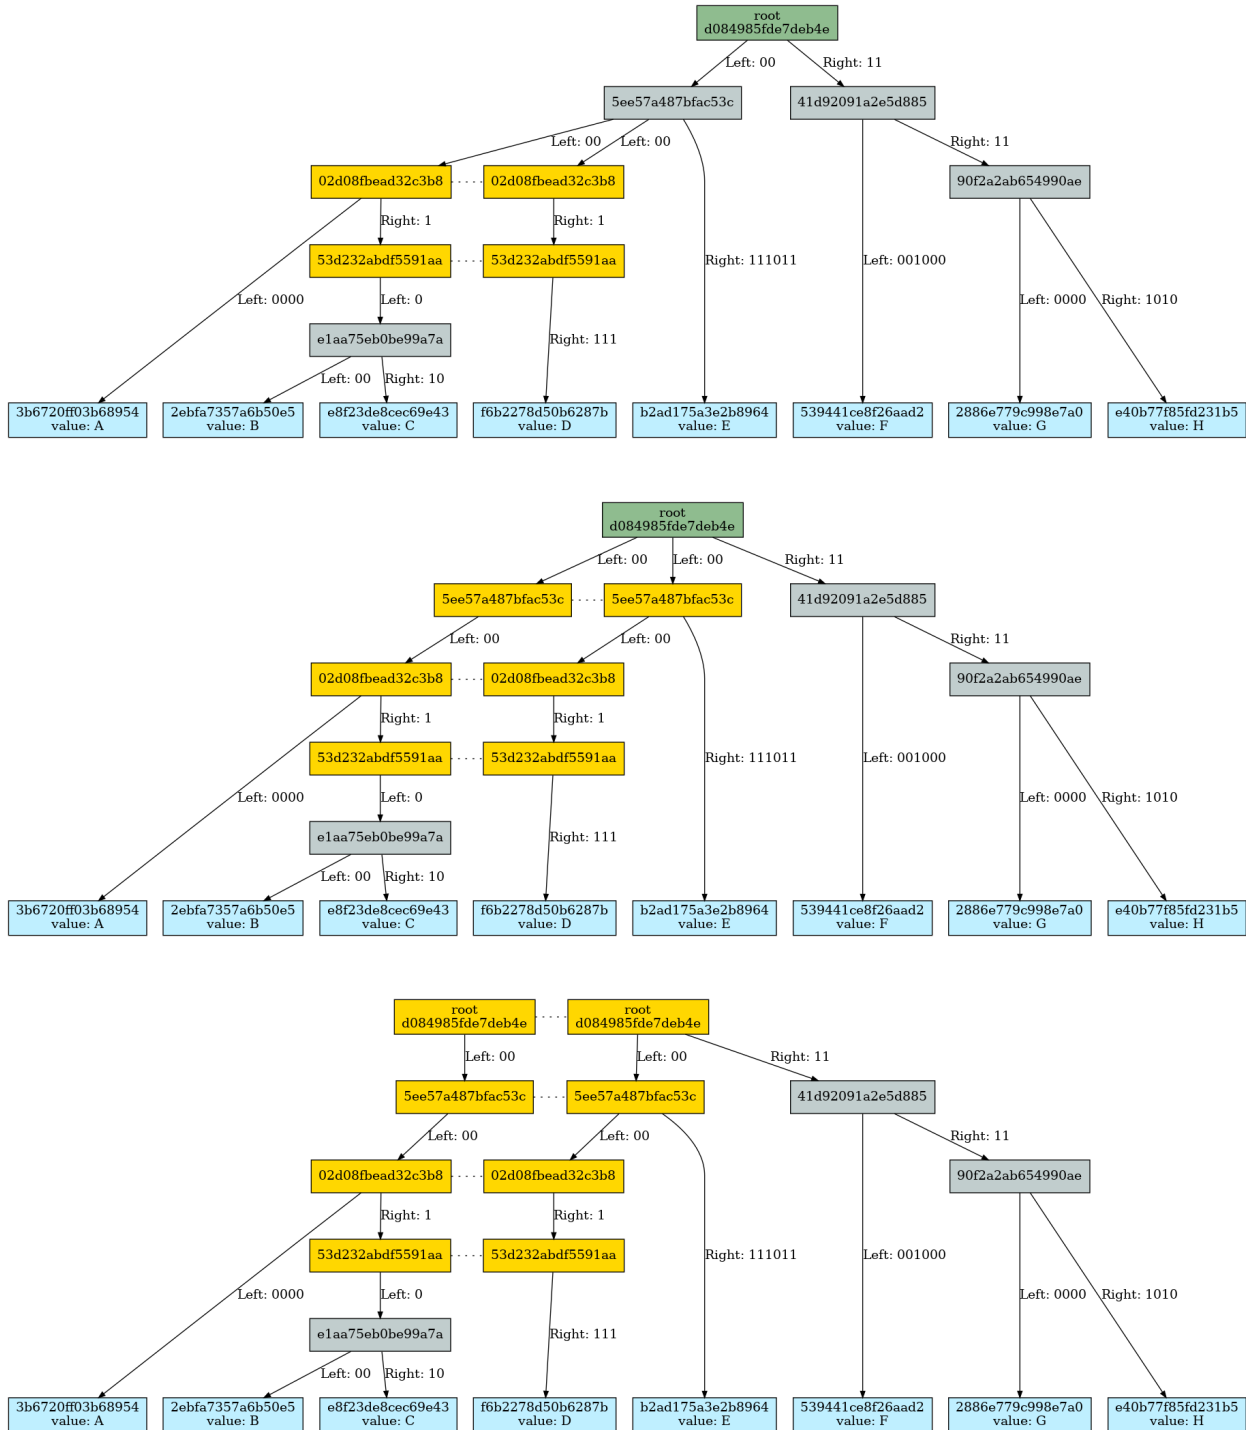 root
d084985fde7deb4e
Left: 00
Right: 11
5ee57a487bfac53c
41d92091a2e5d885
Left: 00
Left: 00
Right: 11
02d08fbead32c3b8
02d08fbead32c3b8
90f2a2ab654990ae
Right: 1
Right: 1
53d232abdf5591aa
53d232abdf5591aa
Right: 111011
Left: 001000
Left: 0000
Left: 0
Left: 0000
Right: 1010
e1aa75eb0be99a7a
Right: 111
Left: 00
Right: 10
3b6720ff03b68954
value: A
2ebfa7357a6b50e5
value: B
e8f23de8cec69e43
value: C
f6b2278d50b6287b
value: D
b2ad175a3e2b8964
value: E
539441ce8f26aad2
value: F
2886e779c998e7a0
value: G
e40b77f85fd231b5
value: H
root
d084985fde7deb4e
Left: 00
Left: 00
Right: 11
5ee57a487bfac53c
5ee57a487bfac53c
41d92091a2e5d885
Left: 00
Left: 00
Right: 11
02d08fbead32c3b8
02d08fbead32c3b8
90f2a2ab654990ae
Right: 1
Right: 1
53d232abdf5591aa
53d232abdf5591aa
Right: 111011
Left: 001000
Left: 0000
Left: 0
Left: 0000
Right: 1010
e1aa75eb0be99a7a
Right: 111
Left: 00
Right: 10
3b6720ff03b68954
value: A
2ebfa7357a6b50e5
value: B
e8f23de8cec69e43
value: C
f6b2278d50b6287b
value: D
b2ad175a3e2b8964
value: E
539441ce8f26aad2
value: F
2886e779c998e7a0
value: G
e40b77f85fd231b5
value: H
root
d084985fde7deb4e
root
d084985fde7deb4e
Left: 00
Left: 00
Right: 11
5ee57a487bfac53c
5ee57a487bfac53c
41d92091a2e5d885
Left: 00
Left: 00
Right: 11
02d08fbead32c3b8
02d08fbead32c3b8
90f2a2ab654990ae
Right: 1
Right: 1
53d232abdf5591aa
53d232abdf5591aa
Right: 111011
Left: 001000
Left: 0000
Left: 0
Left: 0000
Right: 1010
e1aa75eb0be99a7a
Right: 111
Left: 00
Right: 10
3b6720ff03b68954
value: A
2ebfa7357a6b50e5
value: B
e8f23de8cec69e43
value: C
f6b2278d50b6287b
value: D
b2ad175a3e2b8964
value: E
539441ce8f26aad2
value: F
2886e779c998e7a0
value: G
e40b77f85fd231b5
value: H